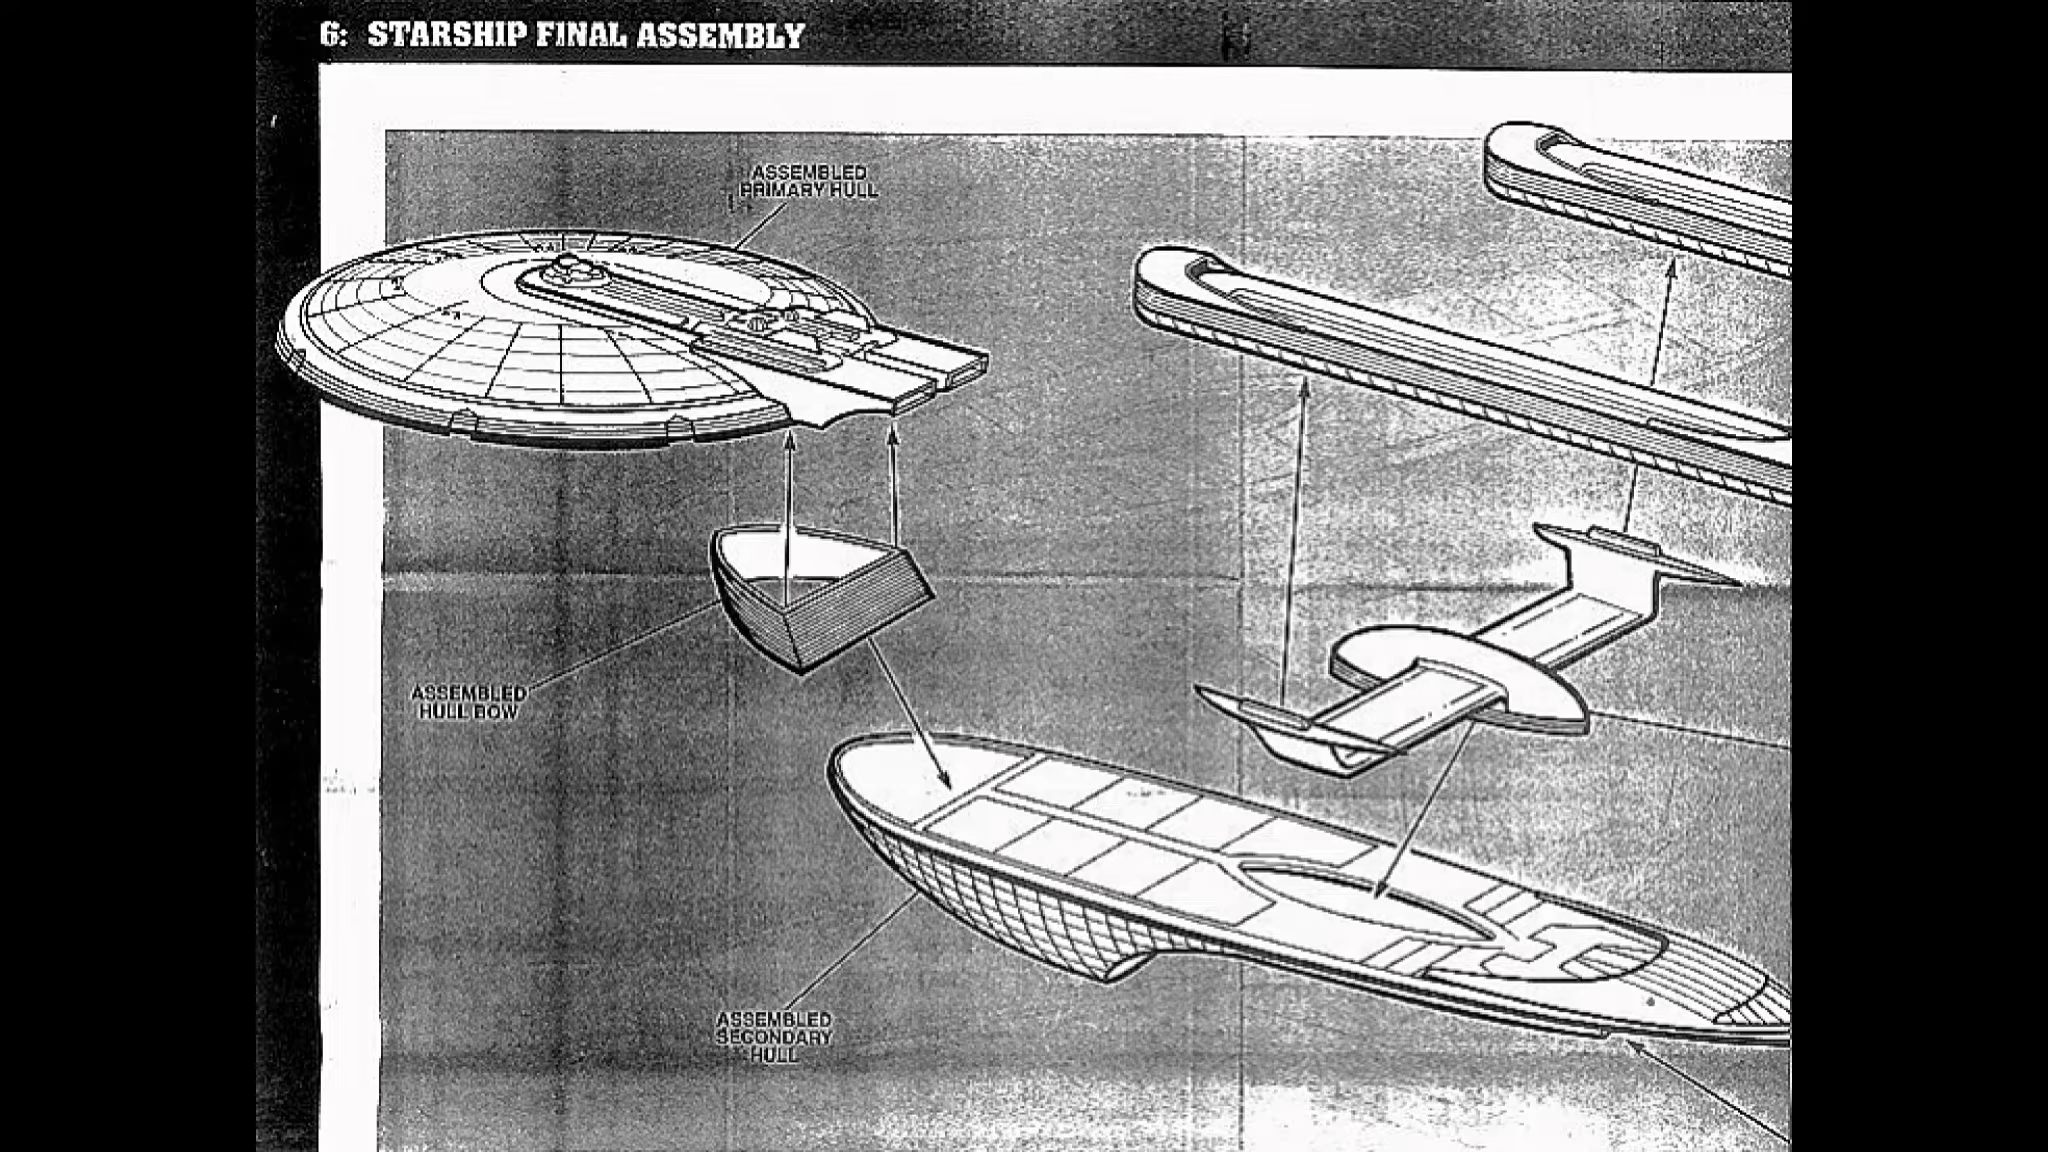 6: STARSHIP FINAL ASSEMBLY
ASSEMBLED
PRIMARY HULL
ASSEMBLED
HULL BOW
ASSEMBLED
SECONDARY
HULL